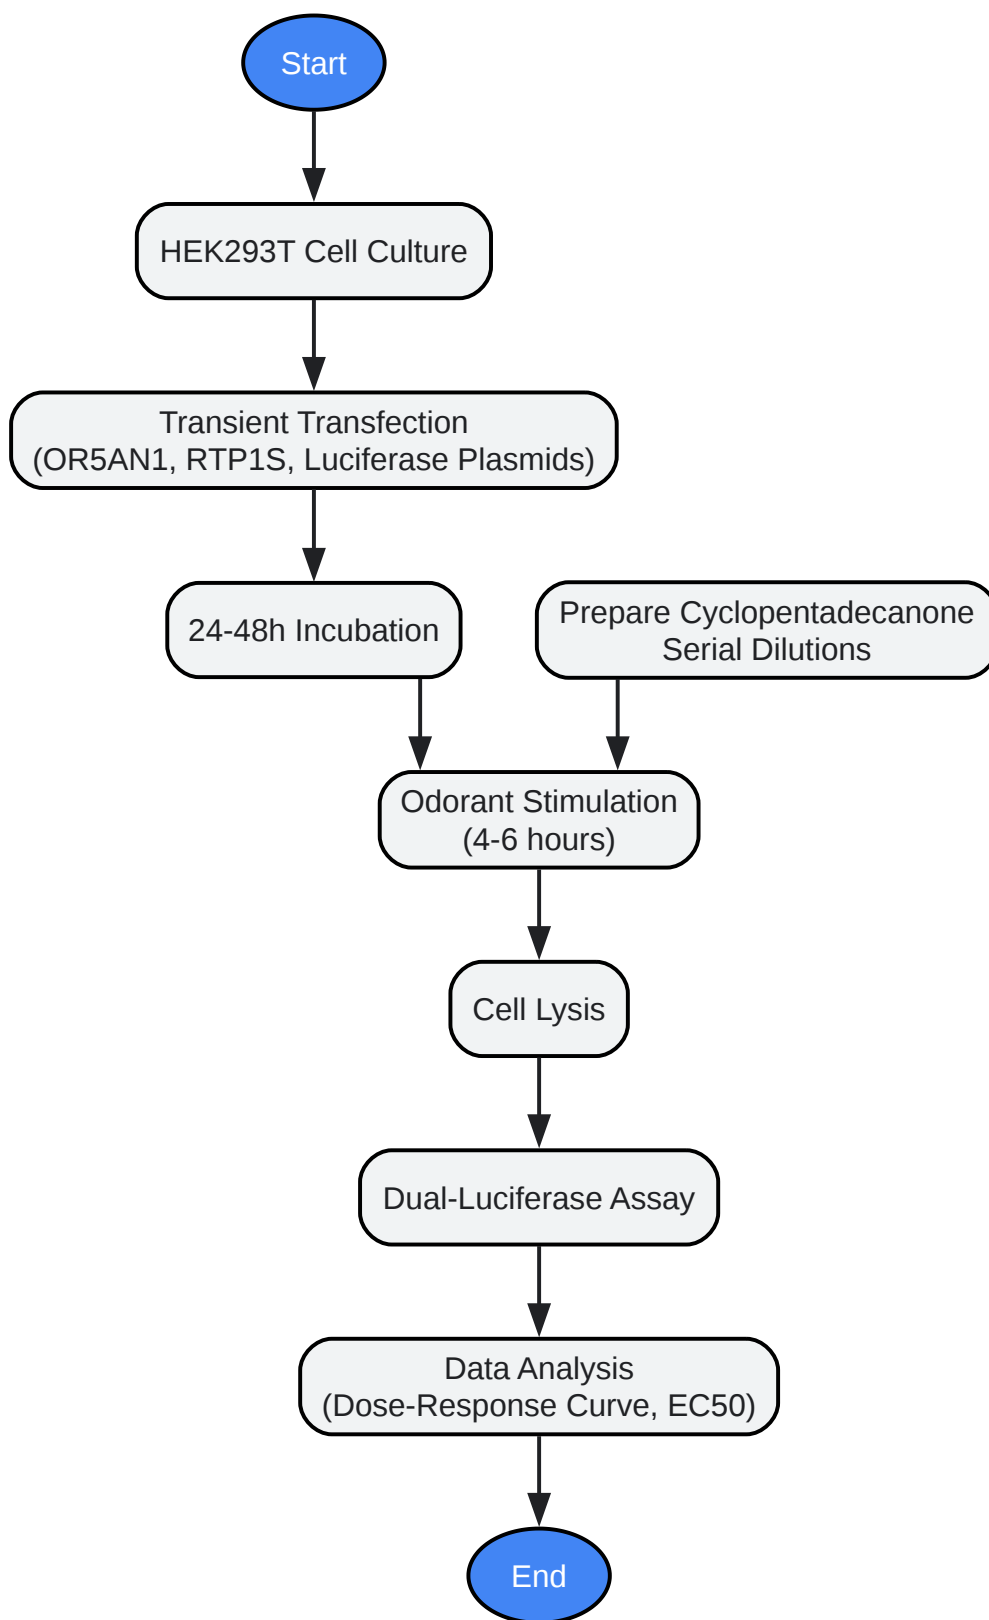 Start
HEK293T Cell Culture
Transient Transfection
(OR5AN1, RTP1S, Luciferase Plasmids)
24-48h Incubation
Prepare Cyclopentadecanone
Serial Dilutions
Odorant Stimulation
(4-6 hours)
Cell Lysis
Dual-Luciferase Assay
Data Analysis
(Dose-Response Curve, EC50)
End